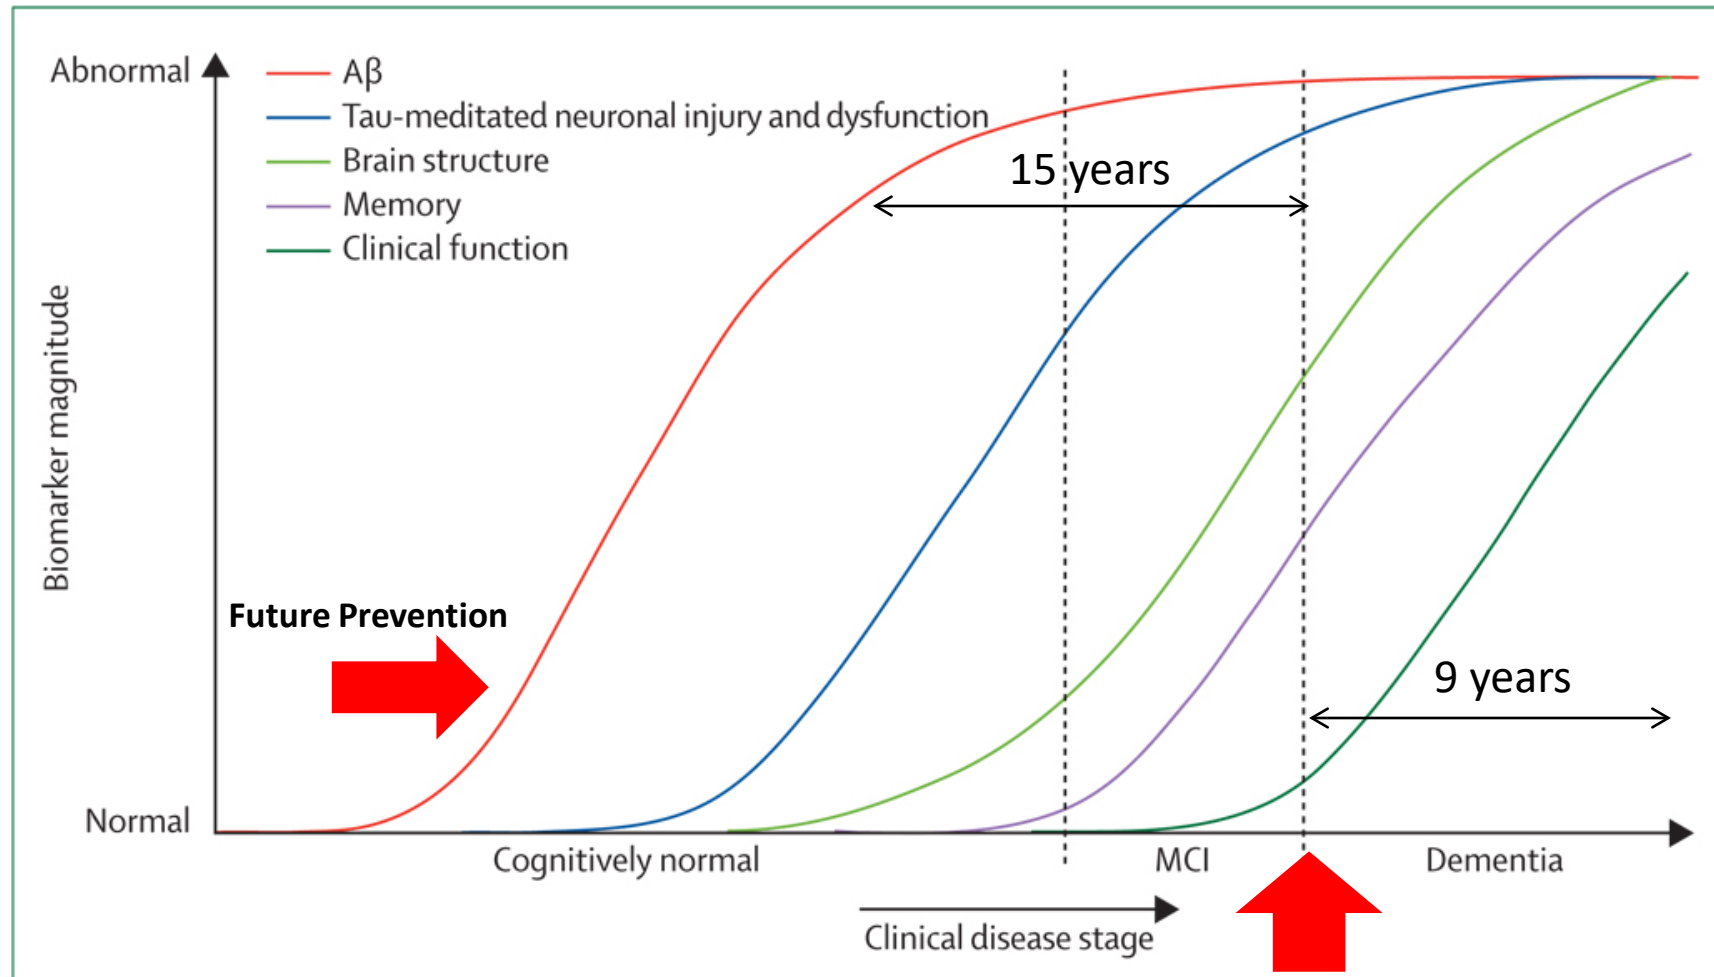 Abnormal
Aβ
Tau-meditated neuronal injury and dysfunction
Brain structure
Memory
Clinical function
15 years
Biomarker magnitude
Future Prevention
9 years
Normal
Cognitively normal
MCI
Dementia
Clinical disease stage